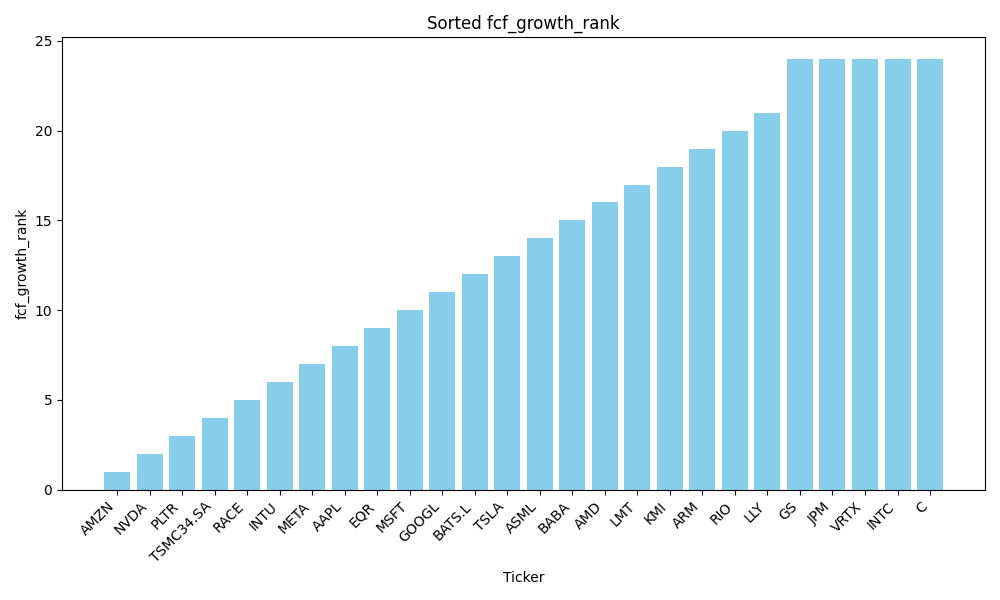 Sorted fcf_growth_rank
fcf_growth_rank
25
20
15
10
5
0
AMZN
NVDA
PLTR
TSMC34.SA
RACE
INTU
META
AAPL
EQR
MSFT
GOOGL
BATS.L
TSLA
ASML
BABA
AMD
LMT
KMI
ARM
RIO
LLY
GS
JPM
VRTX
INTC
C
Ticker